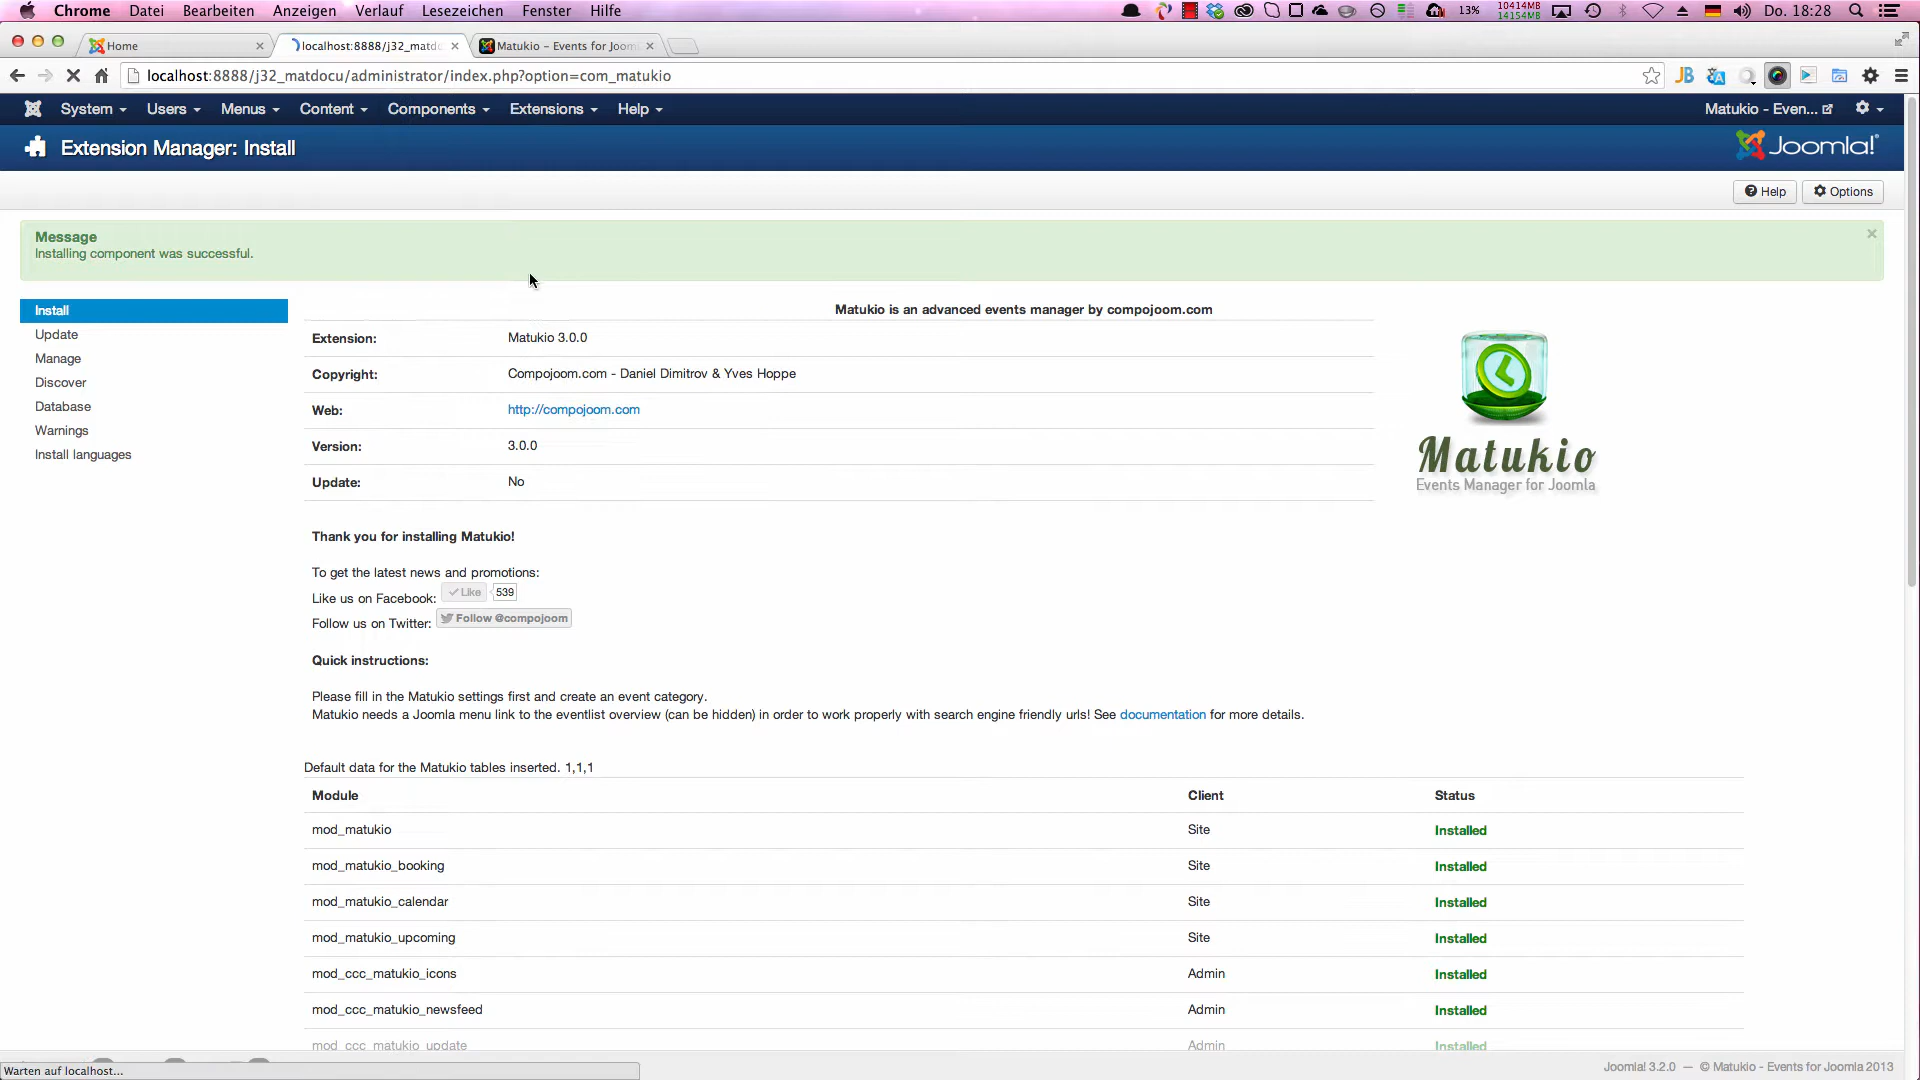 Chrome Datei Bearbeiten Anzeigen Verlauf Lesezeichen Fenster Hilfe 13% 10414MB 14154MB Do. 18:28
Home localhost:8888/j32_matdo Matukio – Events for Joom
localhost:8888/j32_matdocu/administrator/index.php?option=com_matukio JB
System Users Menus Content Components Extensions Help Matukio - Even...
Extension Manager: Install Joomla!
Help Options
Message
Installing component was successful.
Install
Update
Manage
Discover
Database
Warnings
Install languages
Matukio is an advanced events manager by compojoom.com
Extension: Matukio 3.0.0
Copyright: Compojoom.com - Daniel Dimitrov & Yves Hoppe
Web: http://compojoom.com
Version: 3.0.0
Update: No
Matukio
Events Manager for Joomla
Thank you for installing Matukio!
To get the latest news and promotions:
Like us on Facebook: Like 539
Follow us on Twitter: Follow @compojoom
Quick instructions:
Please fill in the Matukio settings first and create an event category.
Matukio needs a Joomla menu link to the eventlist overview (can be hidden) in order to work properly with search engine friendly urls! See documentation for more details.
Default data for the Matukio tables inserted. 1,1,1
Module Client Status
mod_matukio Site Installed
mod_matukio_booking Site Installed
mod_matukio_calendar Site Installed
mod_matukio_upcoming Site Installed
mod_ccc_matukio_icons Admin Installed
mod_ccc_matukio_newsfeed Admin Installed
mod_ccc_matukio_update Admin Installed
Warten auf localhost...
Joomla! 3.2.0 — © Matukio - Events for Joomla 2013